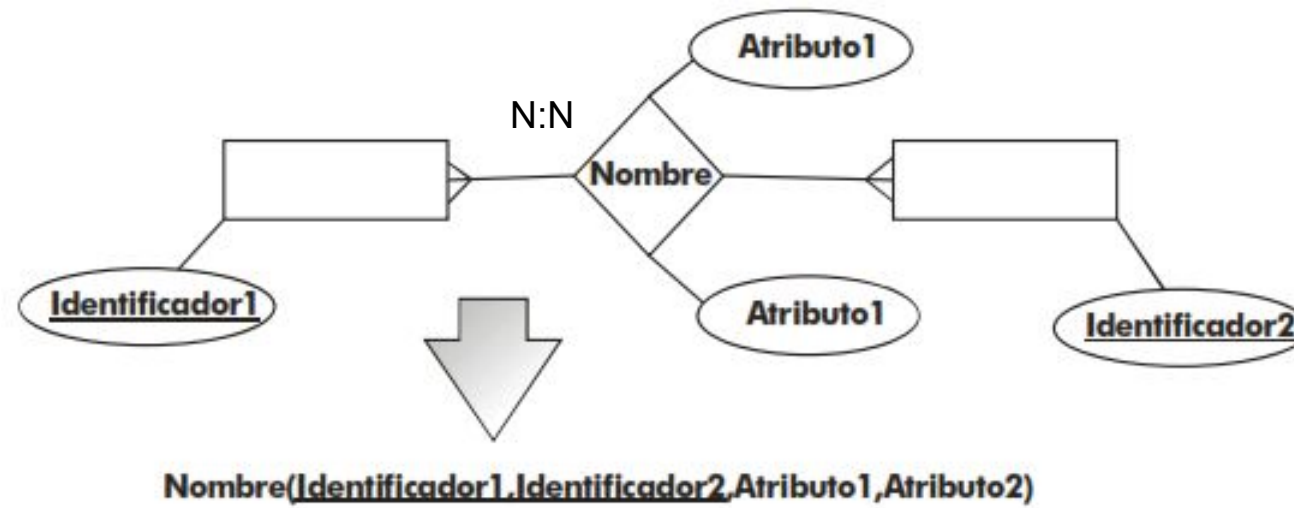 Atributo1
N:N
Nombre
Identificador1
Atributo1
Identificador2
Nombre(Identificador1,Identificador2,Atributo1,Atributo2)